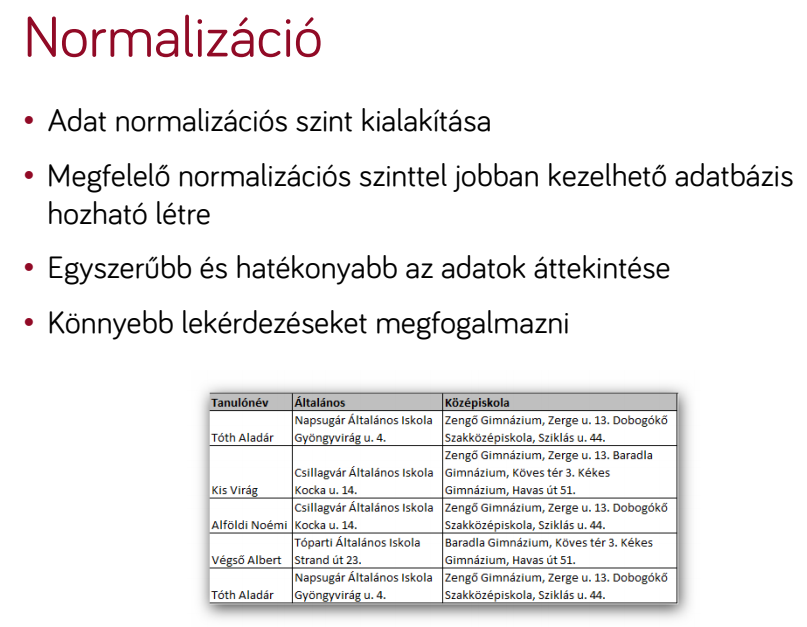 Normalizáció
• Adat normalizációs szint kialakítása
• Megfelelő normalizációs szinttel jobban kezelhető adatbázis
hozható létre
• Egyszerűbb és hatékonyabb az adatok áttekintése
• Könnyebb lekérdezéseket megfogalmazni
Tanulónév Általános Középiskola
Napsugár Általános Iskola Zengő Gimnázium, Zerge u. 13. Dobogókő
Tóth Aladár Gyöngyvirág u. 4. Szakközépiskola, Sziklás u. 44.
Zengő Gimnázium, Zerge u. 13. Baradla
Csillagvár Általános Iskola Gimnázium, Köves tér 3. Kékes
Kis Virág Kocka u. 14. Gimnázium, Havas út 51.
Csillagvár Általános Iskola Zengő Gimnázium, Zerge u. 13. Dobogókő
Alföldi Noémi Kocka u. 14. Szakközépiskola, Sziklás u. 44.
Tóparti Általános Iskola Baradla Gimnázium, Köves tér 3. Kékes
Végső Albert Strand út 23. Gimnázium, Havas út 51.
Napsugár Általános Iskola Zengő Gimnázium, Zerge u. 13. Dobogókő
Tóth Aladár Gyöngyvirág u. 4. Szakközépiskola, Sziklás u. 44.